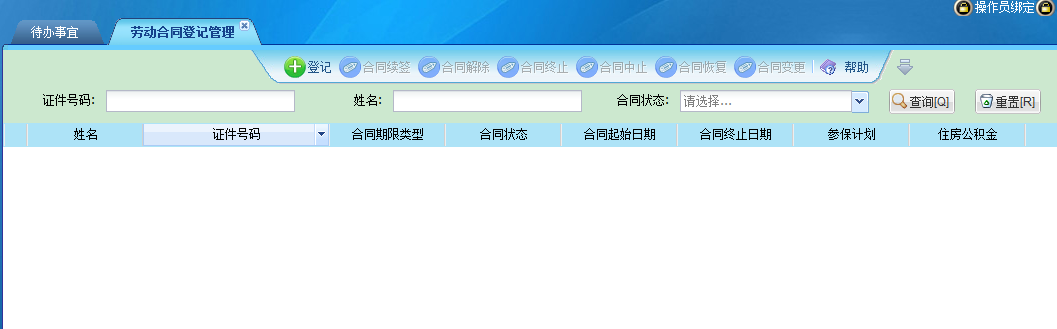 操作员绑定
待办事宜 劳动合同登记管理
登记 合同续签 合同解除 合同终止 合同中止 合同恢复 合同变更 帮助
证件号码: 姓名: 合同状态: 请选择... 查询[Q] 重置[R]
姓名 证件号码 合同期限类型 合同状态 合同起始日期 合同终止日期 参保计划 住房公积金